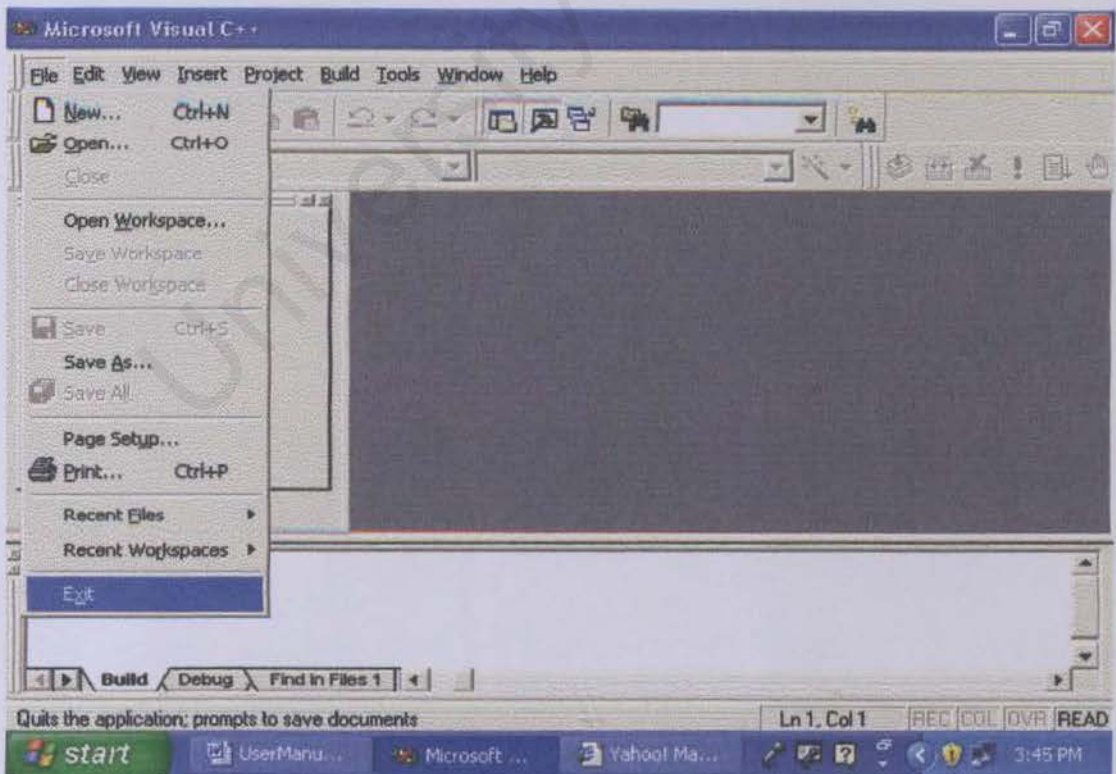 Microsoft Visual C++
File Edit View Insert Project Build Tools Window Help
New... Ctrl+N
Open... Ctrl+O
Close
Open Workspace...
Save Workspace
Close Workspace
Save Ctrl+S
Save As...
Save All
Page Setup...
Print... Ctrl+P
Recent Files
Recent Workspaces
Exit
Build Debug Find in Files 1
Quits the application; prompts to save documents Ln 1, Col 1 REC COL OVR READ
start UserManu... Microsoft ... Yahoo! Ma... 3:45 PM
University